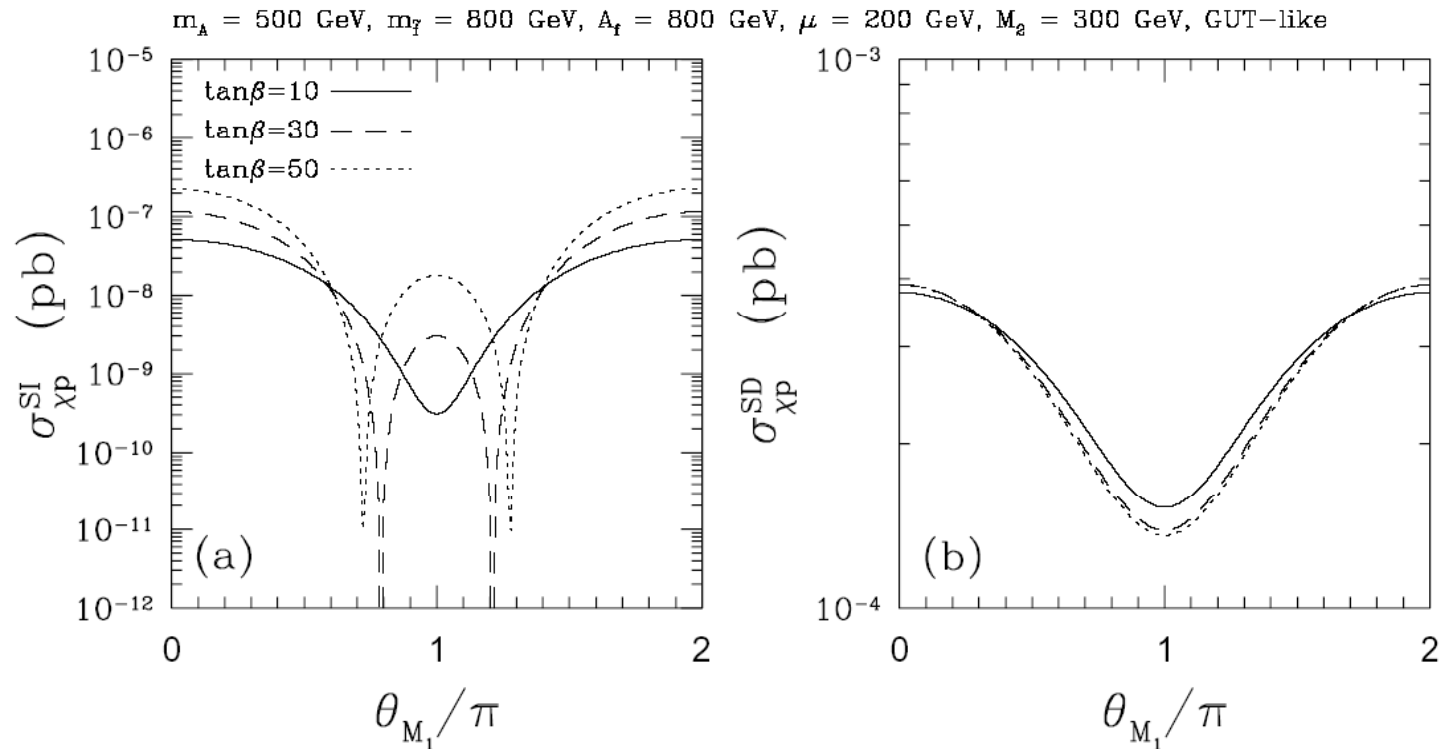 m_A = 500 GeV, m_f̃ = 800 GeV, A_f = 800 GeV, μ = 200 GeV, M_2 = 300 GeV, GUT-like
10^-5
10^-6
10^-7
10^-8
10^-9
10^-10
10^-11
10^-12
tanβ=10
tanβ=30
tanβ=50
(a)
σ^SI_χp (pb)
0 1 2
θ_M_1/π
10^-3
10^-4
(b)
σ^SD_χp (pb)
0 1 2
θ_M_1/π